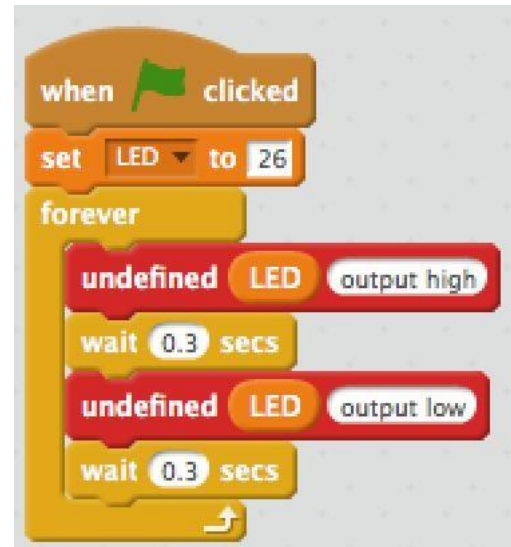 when clicked
set LED to 26
forever
undefined LED output high
wait 0.3 secs
undefined LED output low
wait 0.3 secs